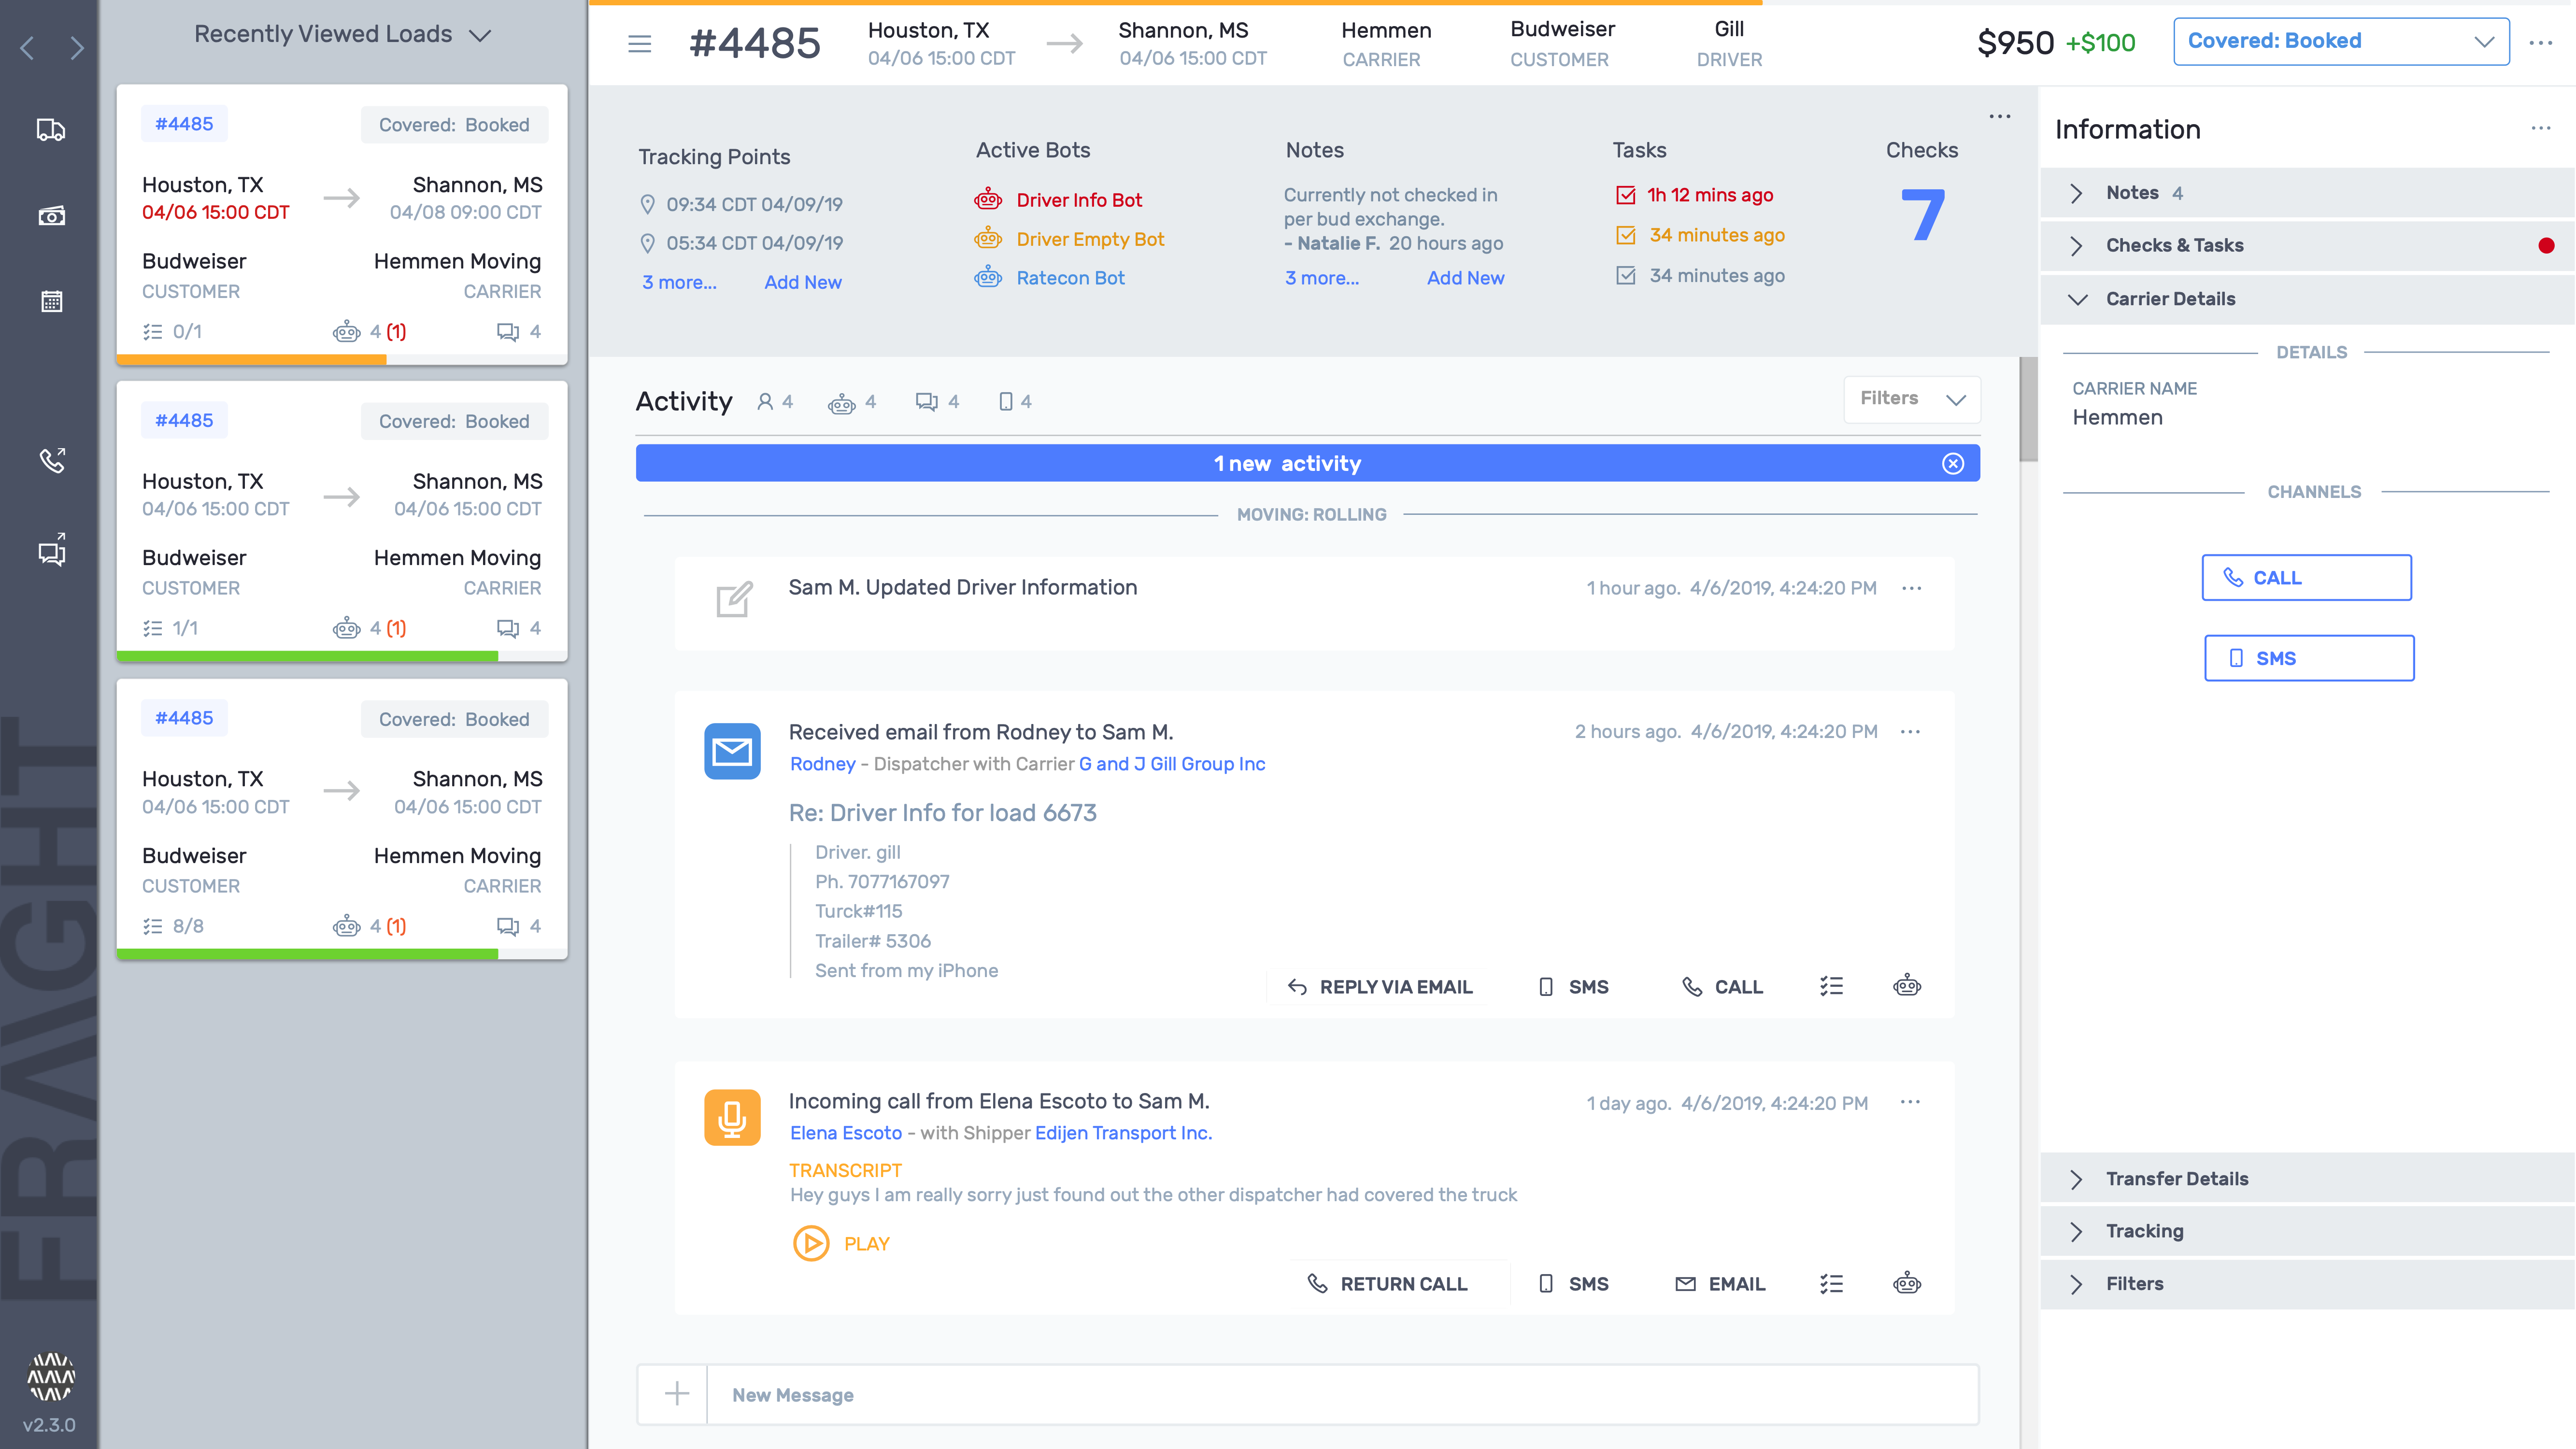 Recently Viewed Loads
#4485
Covered: Booked
Houston, TX
Shannon, MS
04/06 15:00 CDT
04/08 09:00 CDT
Budweiser
Hemmen Moving
CUSTOMER
CARRIER
0/1
4 (1)
4
#4485
Covered: Booked
Houston, TX
Shannon, MS
04/06 15:00 CDT
04/06 15:00 CDT
Budweiser
Hemmen Moving
CUSTOMER
CARRIER
1/1
4 (1)
4
#4485
Covered: Booked
Houston, TX
Shannon, MS
04/06 15:00 CDT
04/06 15:00 CDT
Budweiser
Hemmen Moving
CUSTOMER
CARRIER
8/8
4 (1)
4
v2.3.0
#4485
Houston, TX
04/06 15:00 CDT
Shannon, MS
04/06 15:00 CDT
Hemmen
CARRIER
Budweiser
CUSTOMER
Gill
DRIVER
$950 +$100
Covered: Booked
Tracking Points
09:34 CDT 04/09/19
05:34 CDT 04/09/19
3 more...
Add New
Active Bots
Driver Info Bot
Driver Empty Bot
Ratecon Bot
Notes
Currently not checked in
per bud exchange.
- Natalie F. 20 hours ago
3 more...
Add New
Tasks
1h 12 mins ago
34 minutes ago
34 minutes ago
Checks
7
Activity
4
4
4
4
Filters
1 new activity
MOVING: ROLLING
Sam M. Updated Driver Information
1 hour ago. 4/6/2019, 4:24:20 PM
Received email from Rodney to Sam M.
2 hours ago. 4/6/2019, 4:24:20 PM
Rodney - Dispatcher with Carrier G and J Gill Group Inc
Re: Driver Info for load 6673
Driver. gill
Ph. 7077167097
Turck#115
Trailer# 5306
Sent from my iPhone
REPLY VIA EMAIL
SMS
CALL
Incoming call from Elena Escoto to Sam M.
1 day ago. 4/6/2019, 4:24:20 PM
Elena Escoto - with Shipper Edijen Transport Inc.
TRANSCRIPT
Hey guys I am really sorry just found out the other dispatcher had covered the truck
PLAY
RETURN CALL
SMS
EMAIL
New Message
Information
Notes 4
Checks & Tasks
Carrier Details
DETAILS
CARRIER NAME
Hemmen
CHANNELS
CALL
SMS
Transfer Details
Tracking
Filters